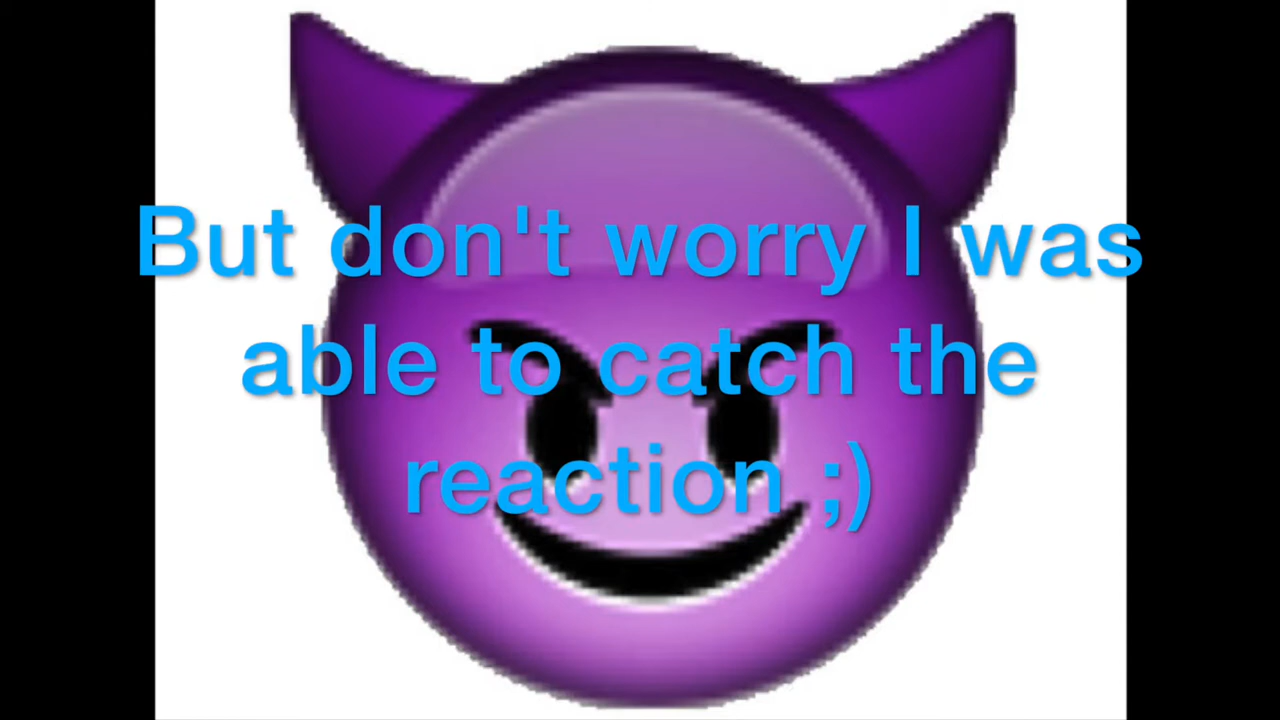 But don't worry I was
able to catch the
reaction ;)